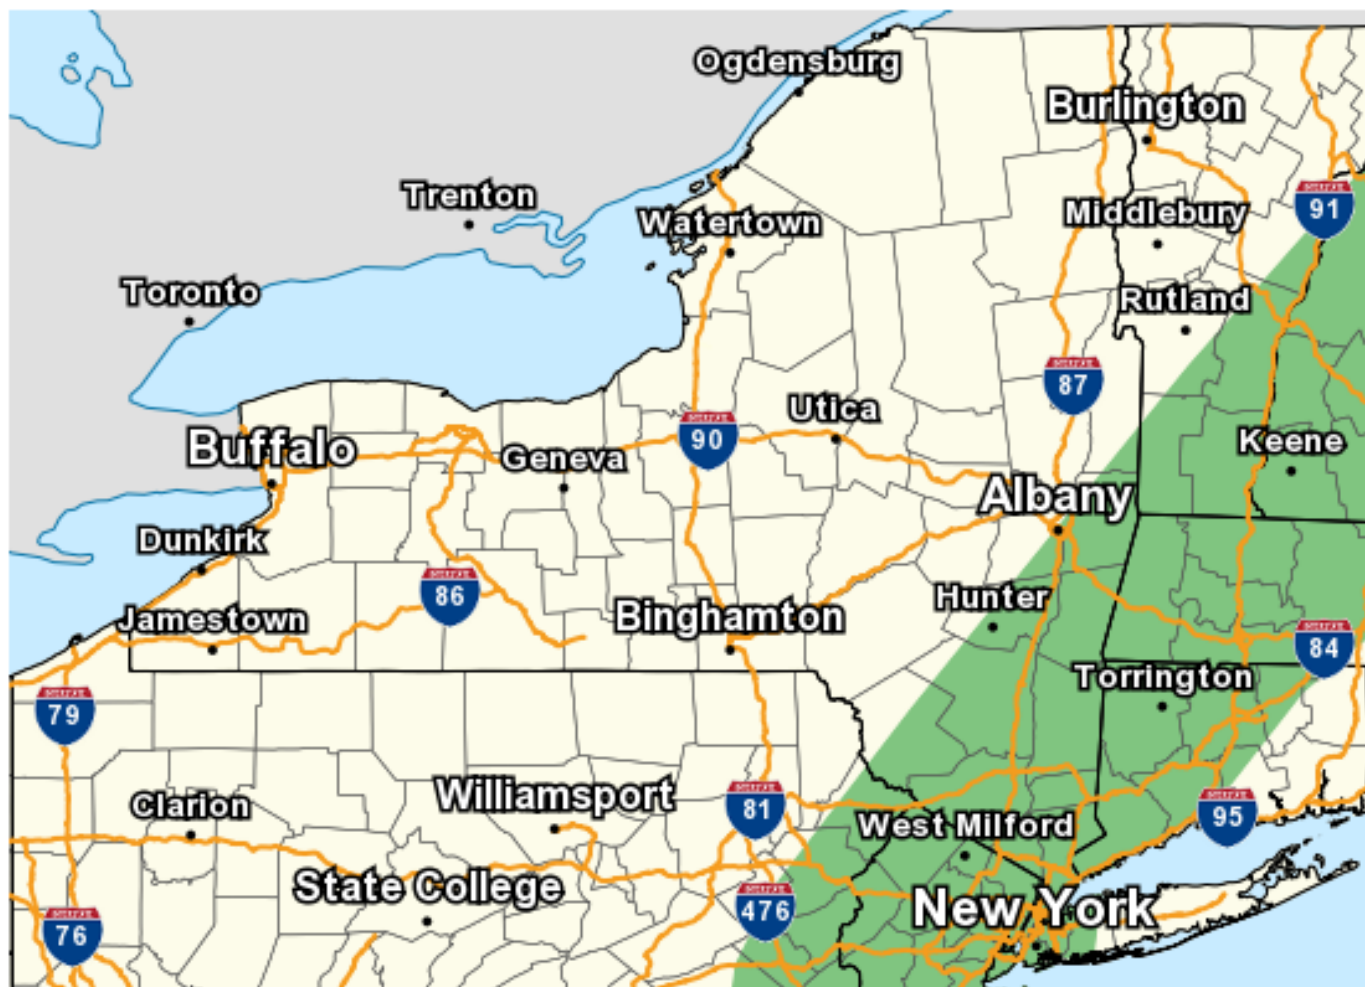 Ogdensburg
Burlington
Trenton
Watertown
Middlebury
91
Toronto
Rutland
87
Utica
90
Buffalo
Geneva
Keene
Albany
Dunkirk
86
Hunter
Jamestown
Binghamton
84
Torrington
79
Clarion
Williamsport
81
95
West Milford
State College
476
New York
76